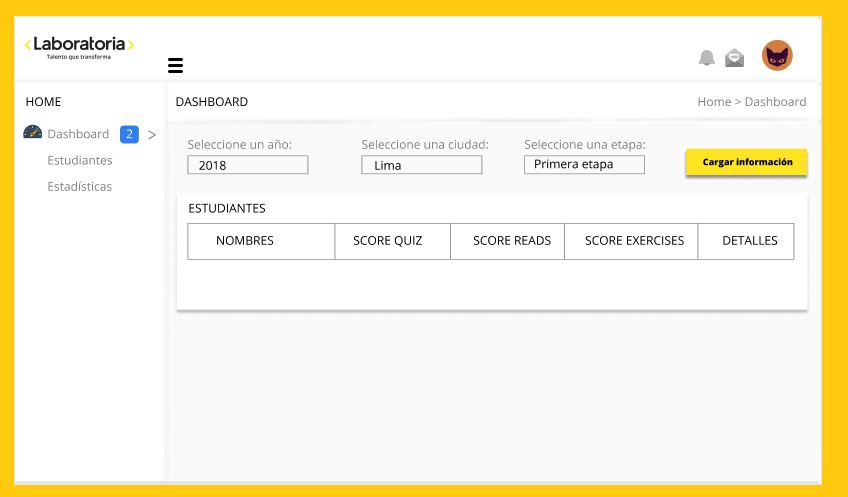 <Laboratoria>
Talento que transforma
HOME
DASHBOARD
Home > Dashboard
Dashboard 2 >
Estudiantes
Estadísticas
Seleccione un año:
Seleccione una ciudad:
Seleccione una etapa:
2018
Lima
Primera etapa
Cargar información
ESTUDIANTES
NOMBRES
SCORE QUIZ
SCORE READS
SCORE EXERCISES
DETALLES